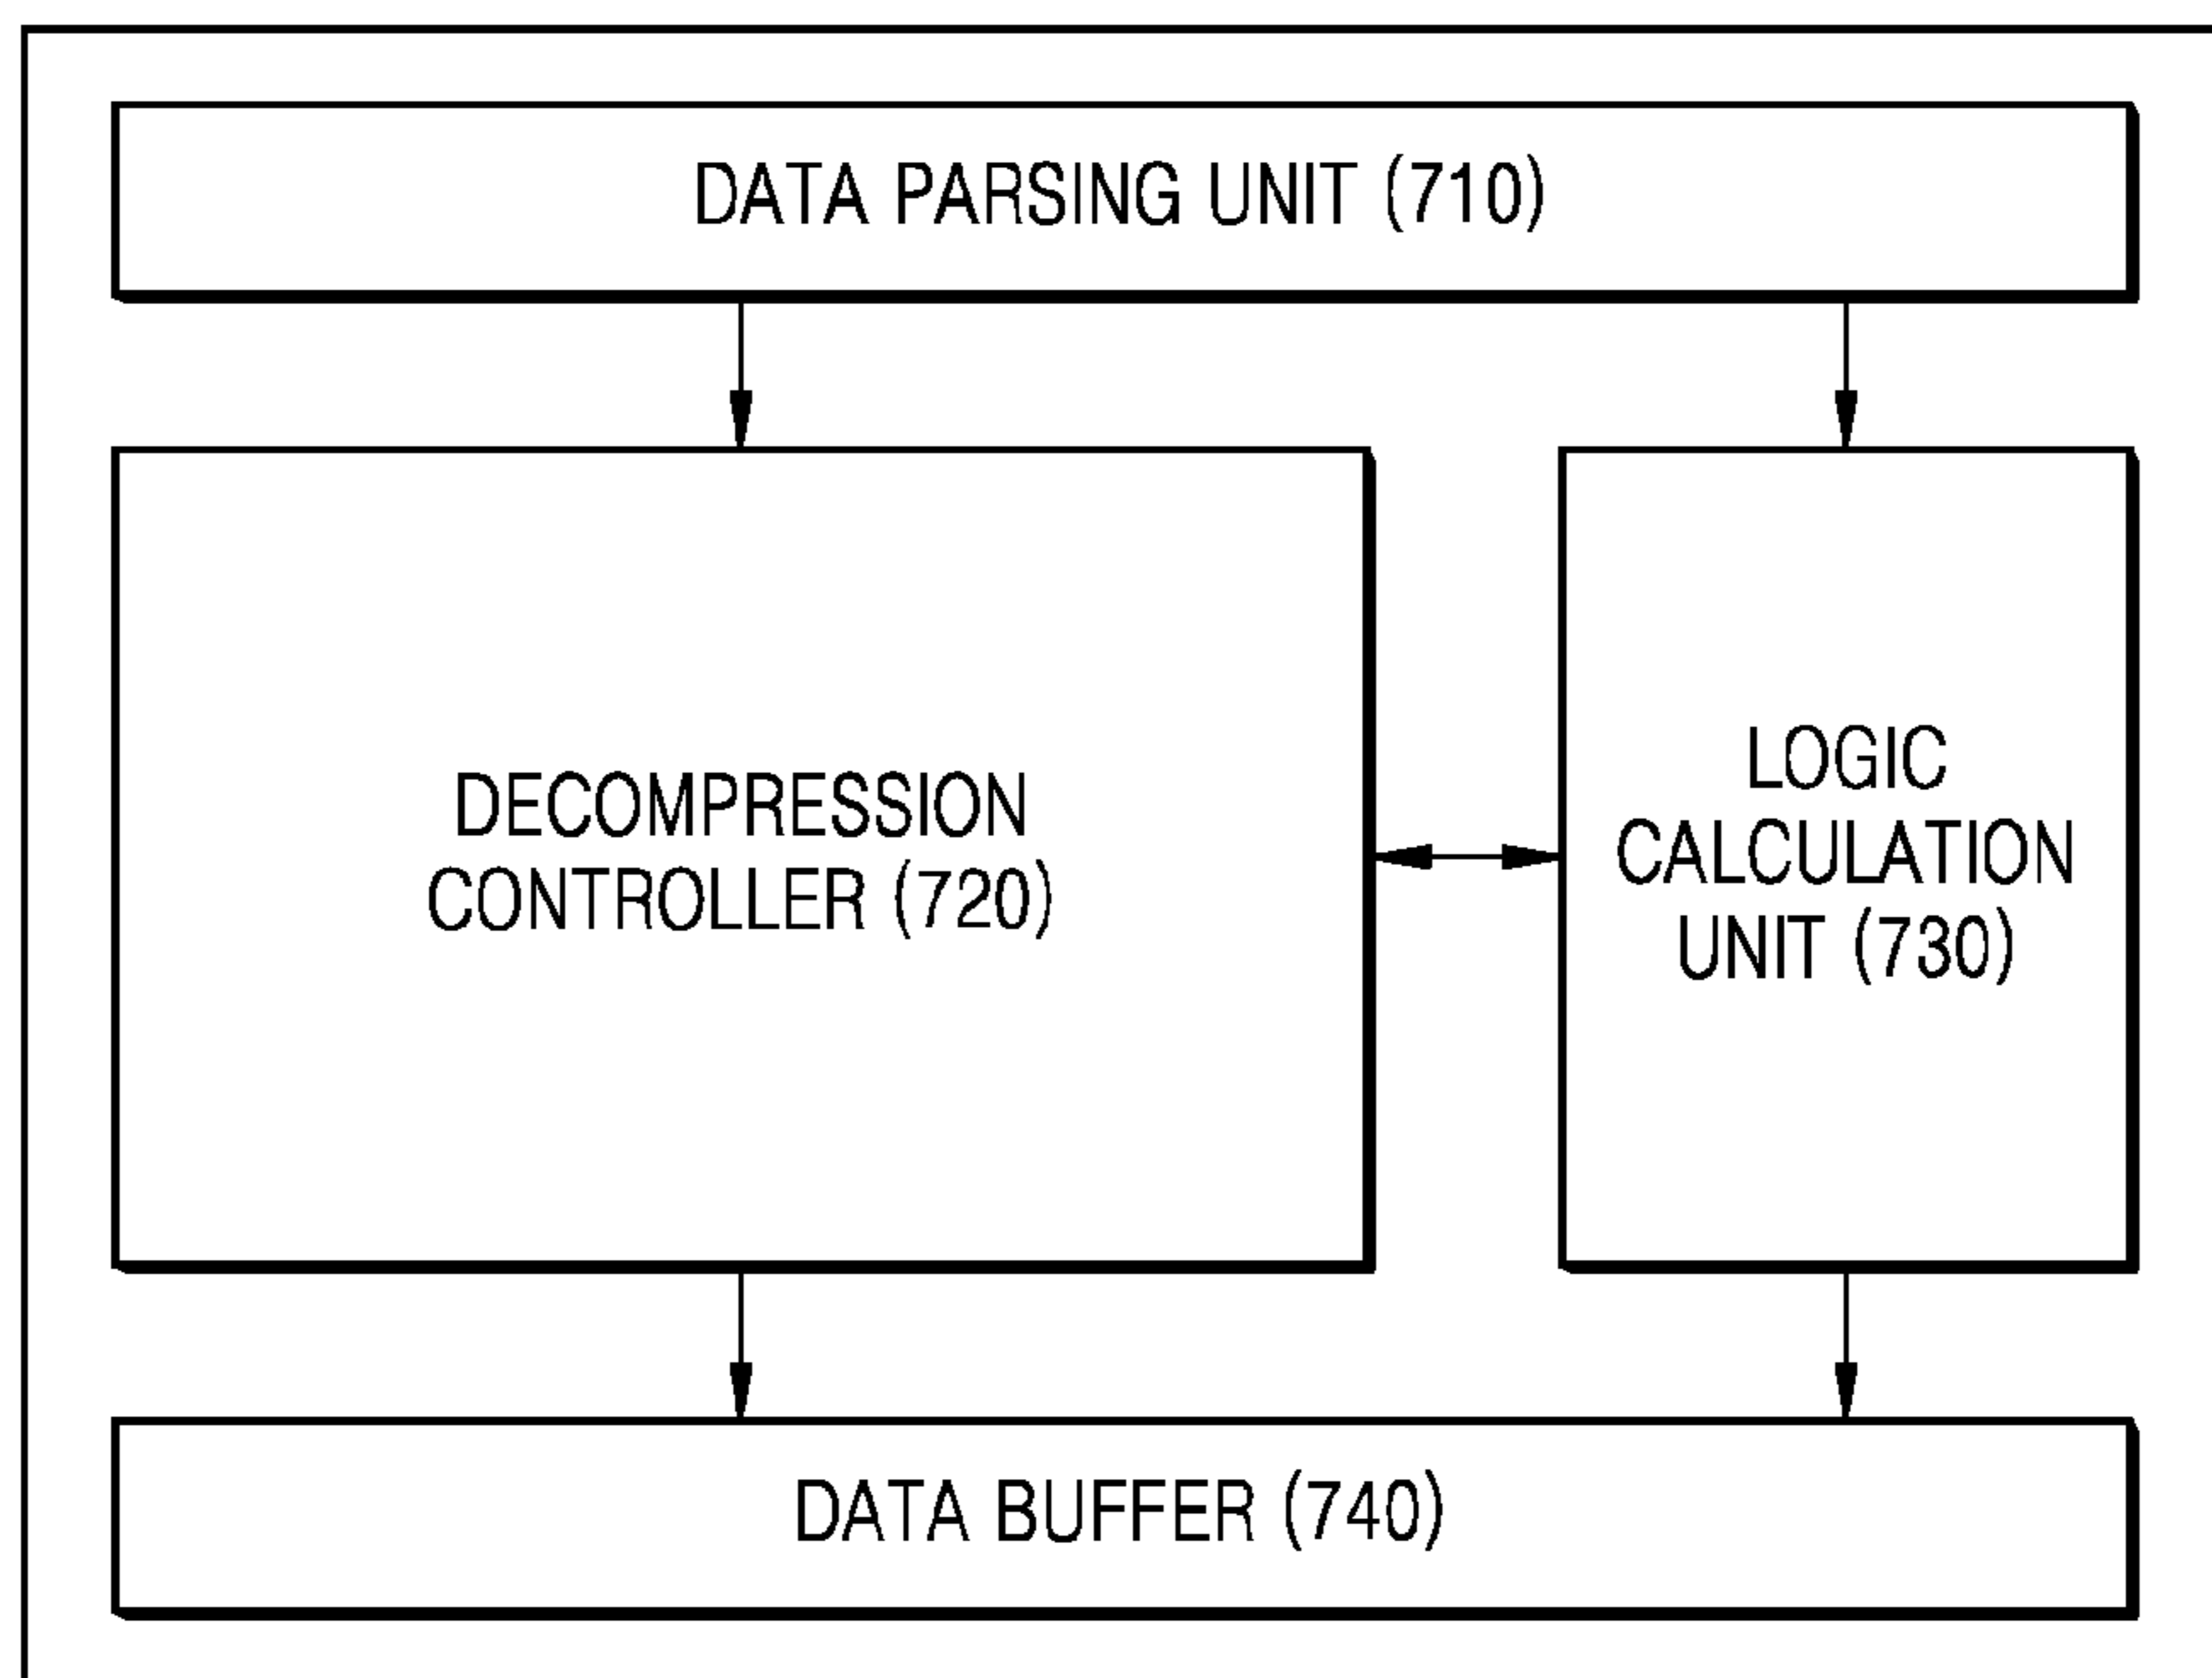 DATA PARSING UNIT (710)
DECOMPRESSION
CONTROLLER (720)
LOGIC
CALCULATION
UNIT (730)
DATA BUFFER (740)